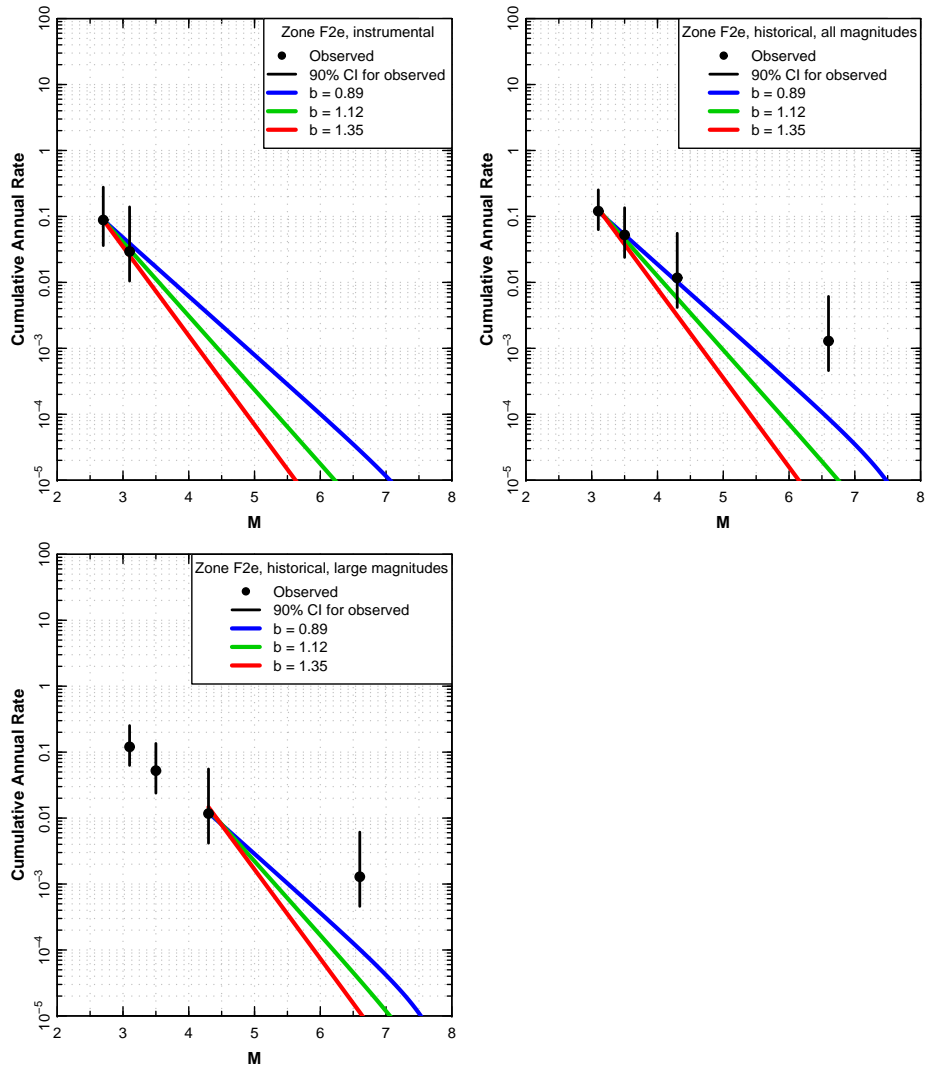 Zone F2e, instrumental
Observed
90% CI for observed
b = 0.89
b = 1.12
b = 1.35
Cumulative Annual Rate
100
10
1
0.1
0.01
10⁻³
10⁻⁴
10⁻⁵
2 3 4 5 6 7 8
M
Zone F2e, historical, all magnitudes
Observed
90% CI for observed
b = 0.89
b = 1.12
b = 1.35
Cumulative Annual Rate
100
10
1
0.1
0.01
10⁻³
10⁻⁴
10⁻⁵
2 3 4 5 6 7 8
M
Zone F2e, historical, large magnitudes
Observed
90% CI for observed
b = 0.89
b = 1.12
b = 1.35
Cumulative Annual Rate
100
10
1
0.1
0.01
10⁻³
10⁻⁴
10⁻⁵
2 3 4 5 6 7 8
M